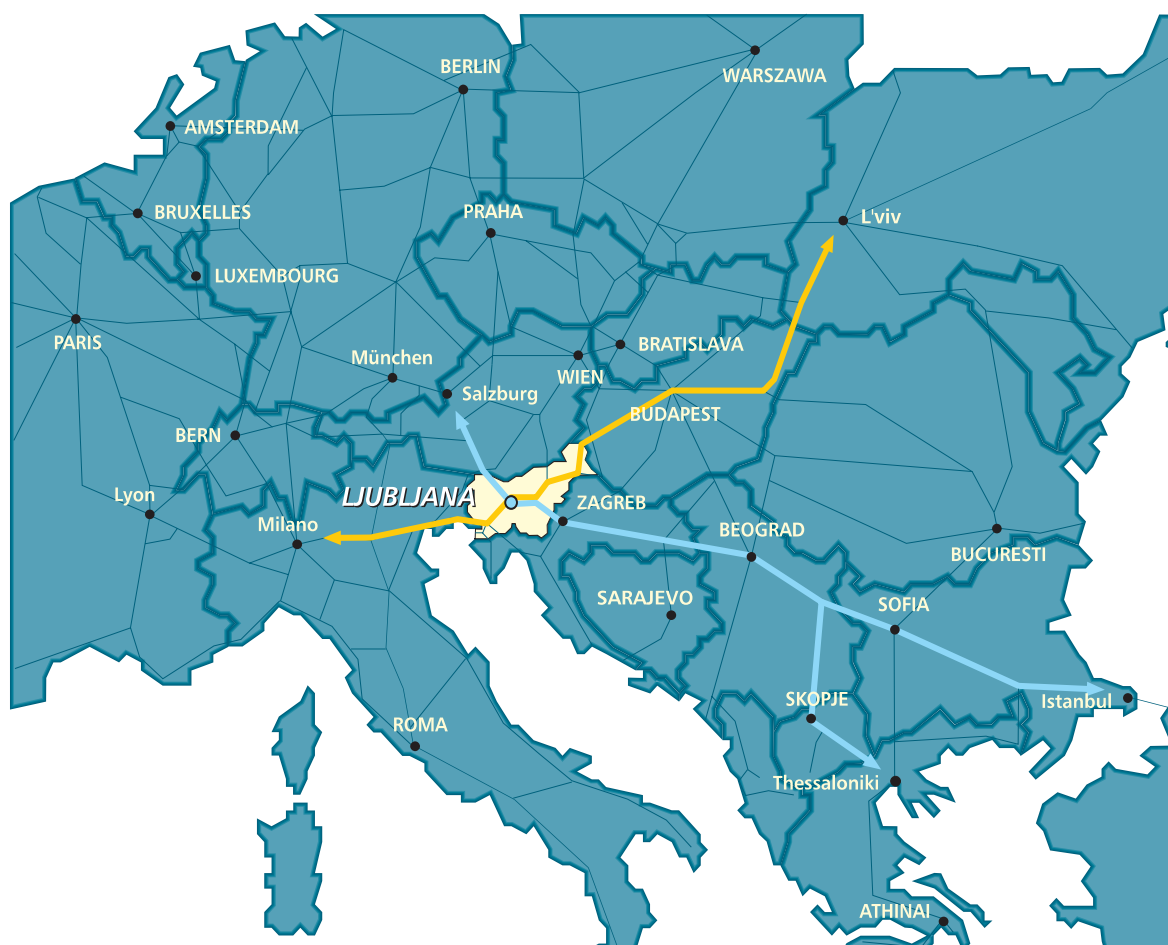 BERLIN
WARSZAWA
AMSTERDAM
BRUXELLES
PRAHA
L'viv
LUXEMBOURG
PARIS
München
BRATISLAVA
WIEN
Salzburg
BUDAPEST
BERN
Lyon
LJUBLJANA
ZAGREB
Milano
BEOGRAD
BUCURESTI
SARAJEVO
SOFIA
SKOPJE
Istanbul
ROMA
Thessaloniki
ATHINAI